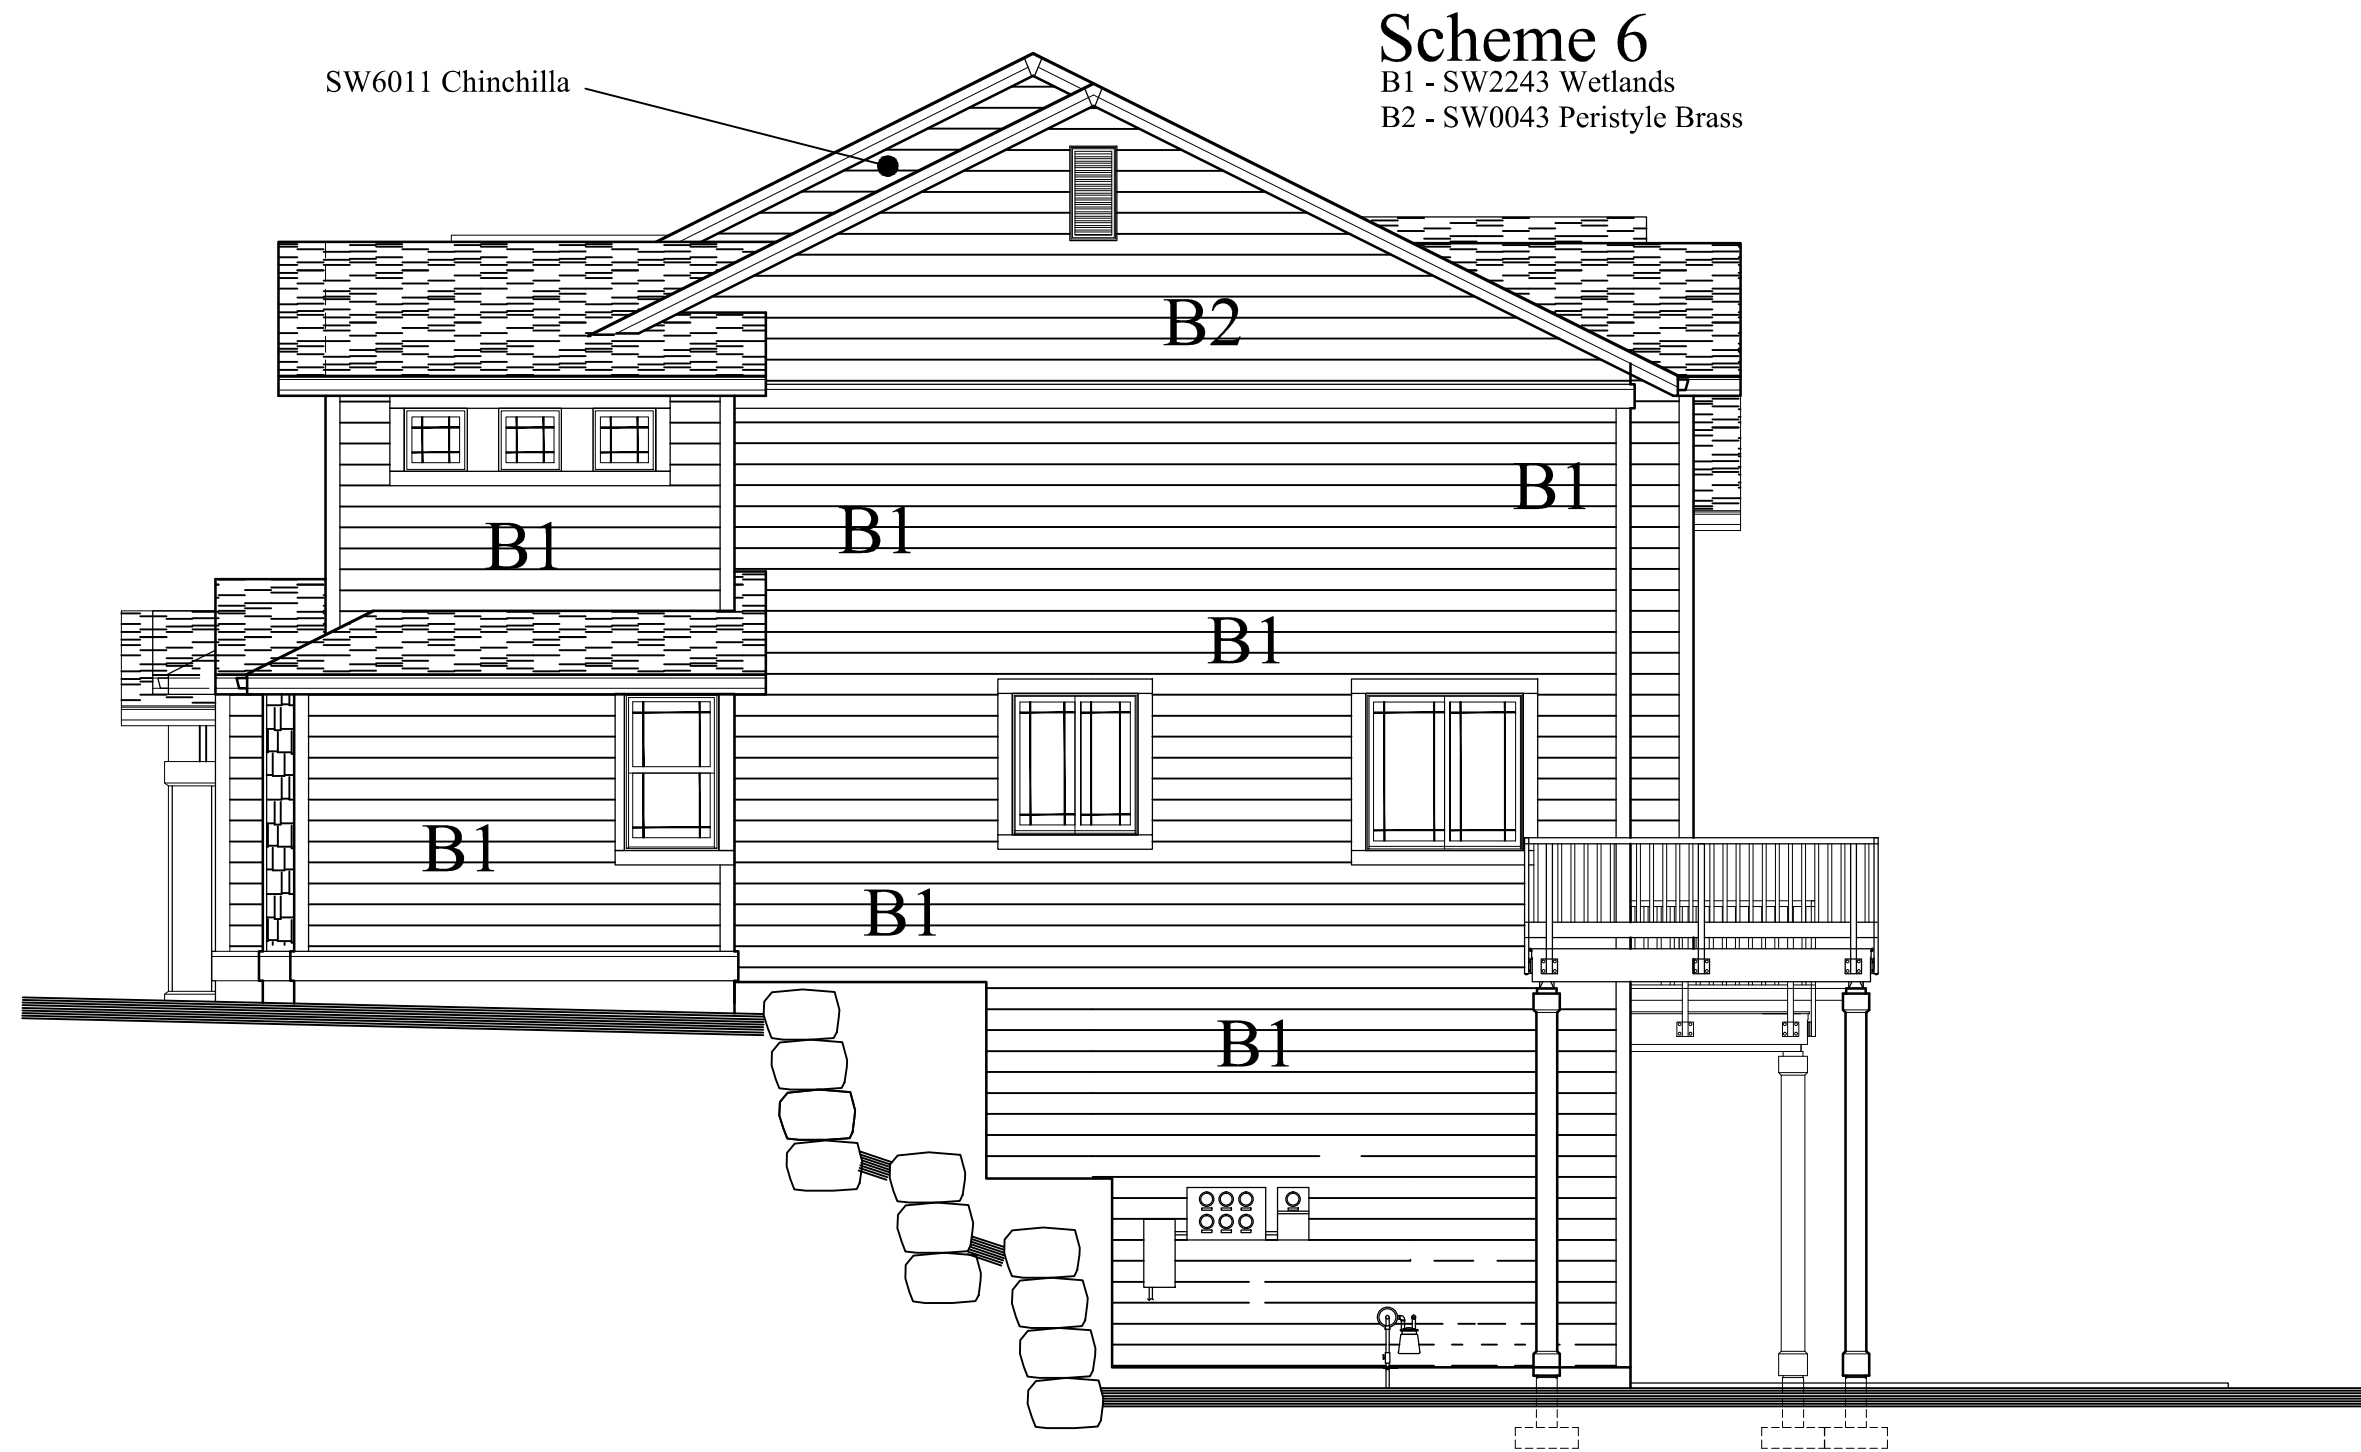 Scheme 6
B1 - SW2243 Wetlands
B2 - SW0043 Peristyle Brass
SW6011 Chinchilla
B2
B1
B1
B1
B1
B1
B1
B1